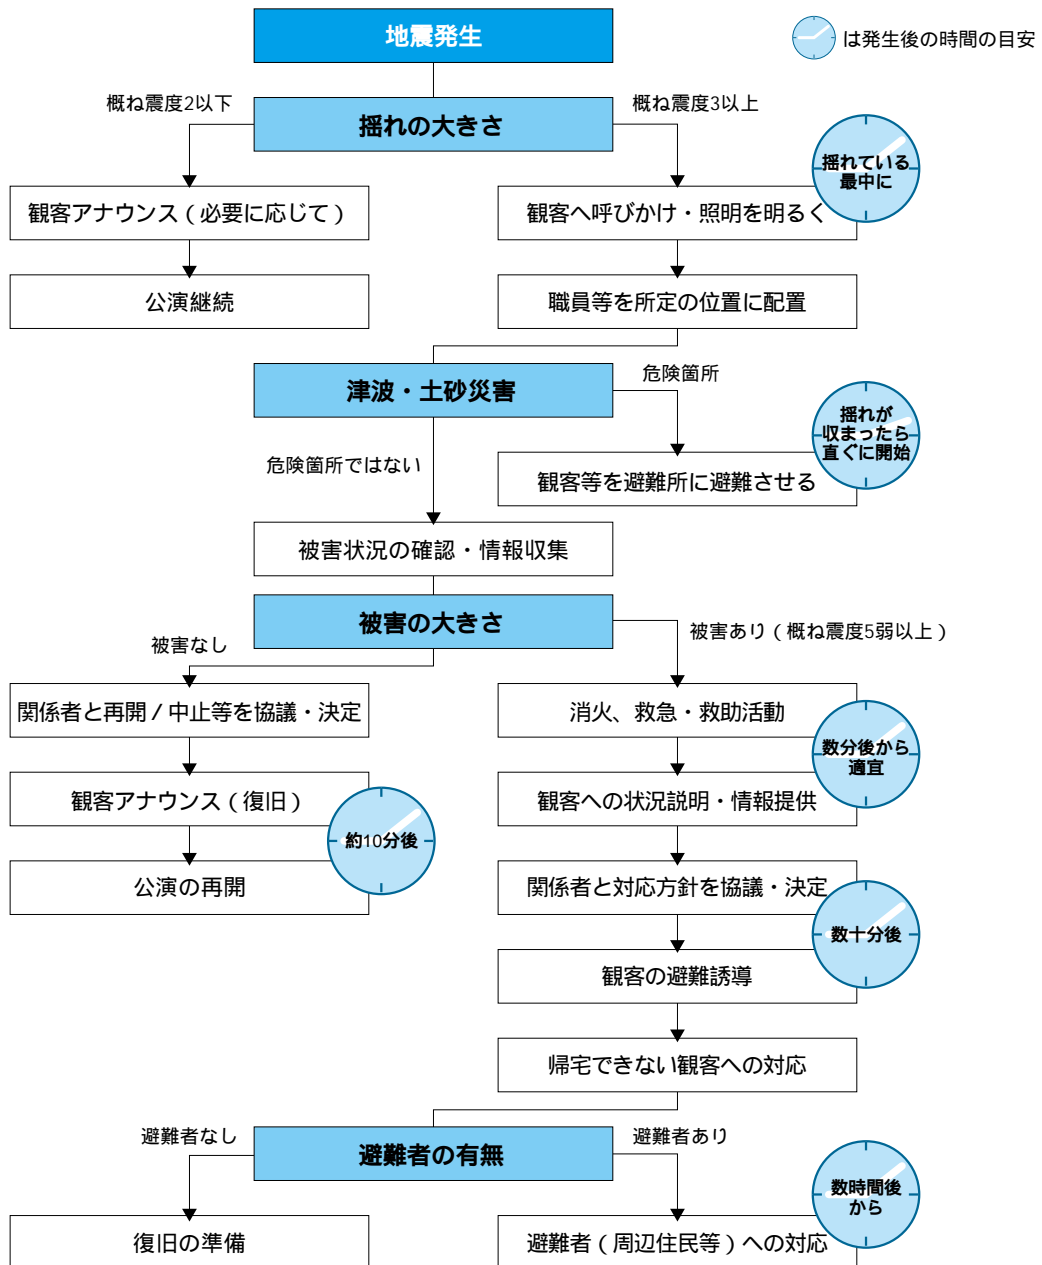 地震発生
は発生後の時間の目安
概ね震度2以下
揺れの大きさ
概ね震度3以上
揺れている
最中に
観客アナウンス（必要に応じて）
観客へ呼びかけ・照明を明るく
公演継続
職員等を所定の位置に配置
津波・土砂災害
危険箇所
揺れが
収まったら
直ぐに開始
危険箇所ではない
観客等を避難所に避難させる
被害状況の確認・情報収集
被害の大きさ
被害なし
被害あり（概ね震度5弱以上）
関係者と再開／中止等を協議・決定
消火、救急・救助活動
数分後から
適宜
観客アナウンス（復旧）
観客への状況説明・情報提供
約10分後
公演の再開
関係者と対応方針を協議・決定
数十分後
観客の避難誘導
帰宅できない観客への対応
避難者なし
避難者の有無
避難者あり
数時間後
から
復旧の準備
避難者（周辺住民等）への対応